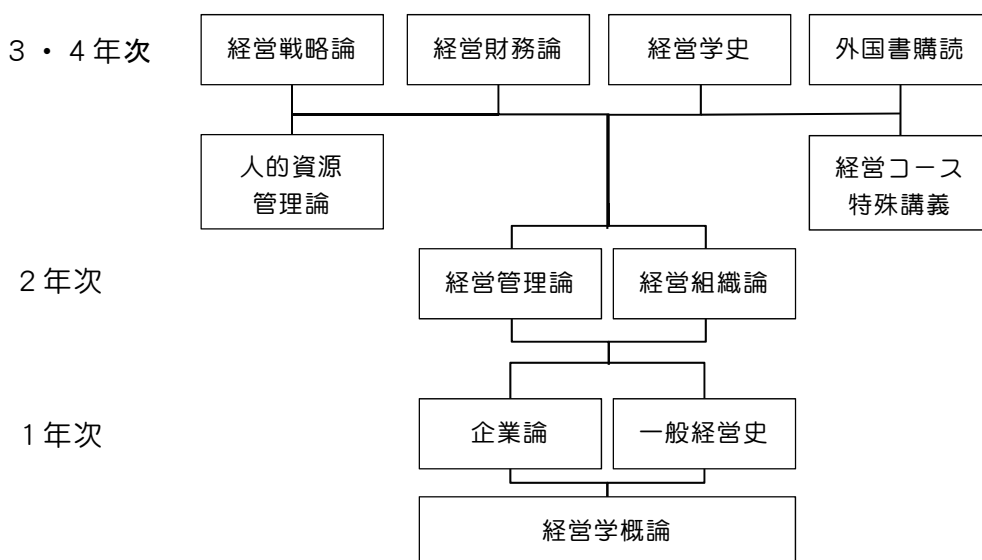 3・4年次
経営戦略論
経営財務論
経営学史
外国書購読
人的資源
管理論
経営コース
特殊講義
2年次
経営管理論
経営組織論
1年次
企業論
一般経営史
経営学概論